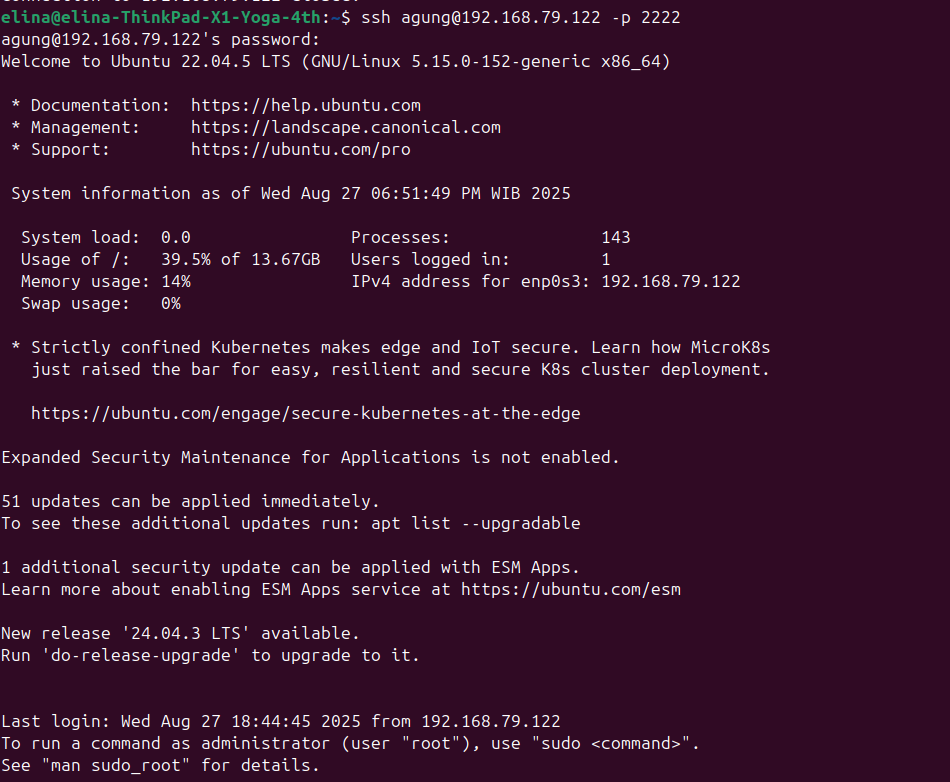 elina@elina-ThinkPad-X1-Yoga-4th:~$ ssh agung@192.168.79.122 -p 2222
agung@192.168.79.122's password:
Welcome to Ubuntu 22.04.5 LTS (GNU/Linux 5.15.0-152-generic x86_64)

 * Documentation:  https://help.ubuntu.com
 * Management:     https://landscape.canonical.com
 * Support:        https://ubuntu.com/pro

 System information as of Wed Aug 27 06:51:49 PM WIB 2025

  System load:  0.0                Processes:               143
  Usage of /:   39.5% of 13.67GB   Users logged in:         1
  Memory usage: 14%                IPv4 address for enp0s3: 192.168.79.122
  Swap usage:   0%

 * Strictly confined Kubernetes makes edge and IoT secure. Learn how MicroK8s
   just raised the bar for easy, resilient and secure K8s cluster deployment.

   https://ubuntu.com/engage/secure-kubernetes-at-the-edge

Expanded Security Maintenance for Applications is not enabled.

51 updates can be applied immediately.
To see these additional updates run: apt list --upgradable

1 additional security update can be applied with ESM Apps.
Learn more about enabling ESM Apps service at https://ubuntu.com/esm

New release '24.04.3 LTS' available.
Run 'do-release-upgrade' to upgrade to it.


Last login: Wed Aug 27 18:44:45 2025 from 192.168.79.122
To run a command as administrator (user "root"), use "sudo <command>".
See "man sudo_root" for details.